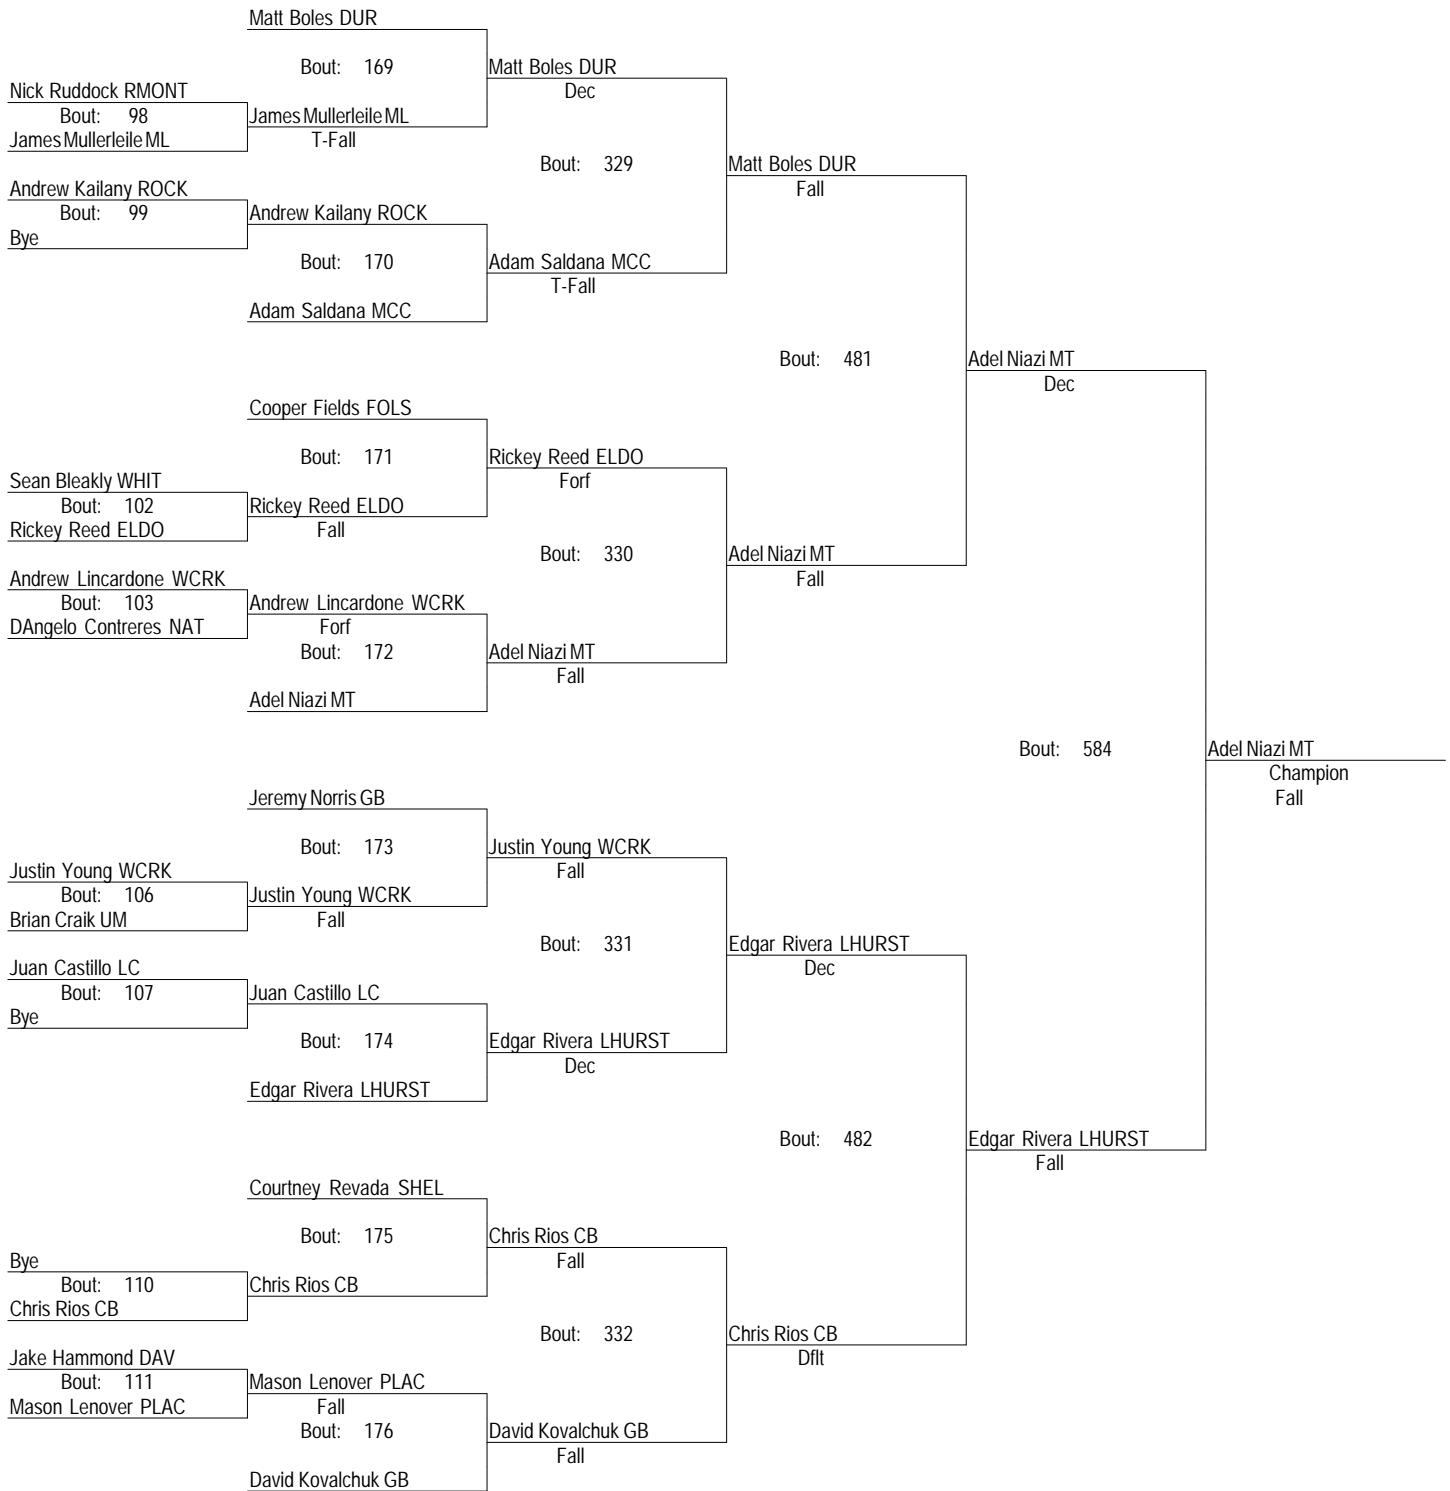 Matt Boles DUR
Bout: 169
Matt Boles DUR
Dec
Nick Ruddock RMONT
Bout: 98
James Mullerleile ML
James Mullerleile ML
T-Fall
Bout: 329
Matt Boles DUR
Fall
Andrew Kailany ROCK
Bout: 99
Bye
Andrew Kailany ROCK
Bout: 170
Adam Saldana MCC
T-Fall
Adam Saldana MCC
Bout: 481
Adel Niazi MT
Dec
Cooper Fields FOLS
Bout: 171
Rickey Reed ELDO
Forf
Sean Bleakly WHIT
Bout: 102
Rickey Reed ELDO
Rickey Reed ELDO
Fall
Bout: 330
Adel Niazi MT
Fall
Andrew Lincardone WCRK
Bout: 103
DAngelo Contreres NAT
Andrew Lincardone WCRK
Forf
Bout: 172
Adel Niazi MT
Fall
Adel Niazi MT
Bout: 584
Adel Niazi MT
Champion
Fall
Jeremy Norris GB
Bout: 173
Justin Young WCRK
Fall
Justin Young WCRK
Bout: 106
Brian Craik UM
Justin Young WCRK
Fall
Bout: 331
Edgar Rivera LHURST
Dec
Juan Castillo LC
Bout: 107
Bye
Juan Castillo LC
Bout: 174
Edgar Rivera LHURST
Dec
Edgar Rivera LHURST
Bout: 482
Edgar Rivera LHURST
Fall
Courtney Revada SHEL
Bout: 175
Chris Rios CB
Fall
Bye
Bout: 110
Chris Rios CB
Chris Rios CB
Bout: 332
Chris Rios CB
Dflt
Jake Hammond DAV
Bout: 111
Mason Lenover PLAC
Mason Lenover PLAC
Fall
Bout: 176
David Kovalchuk GB
Fall
David Kovalchuk GB